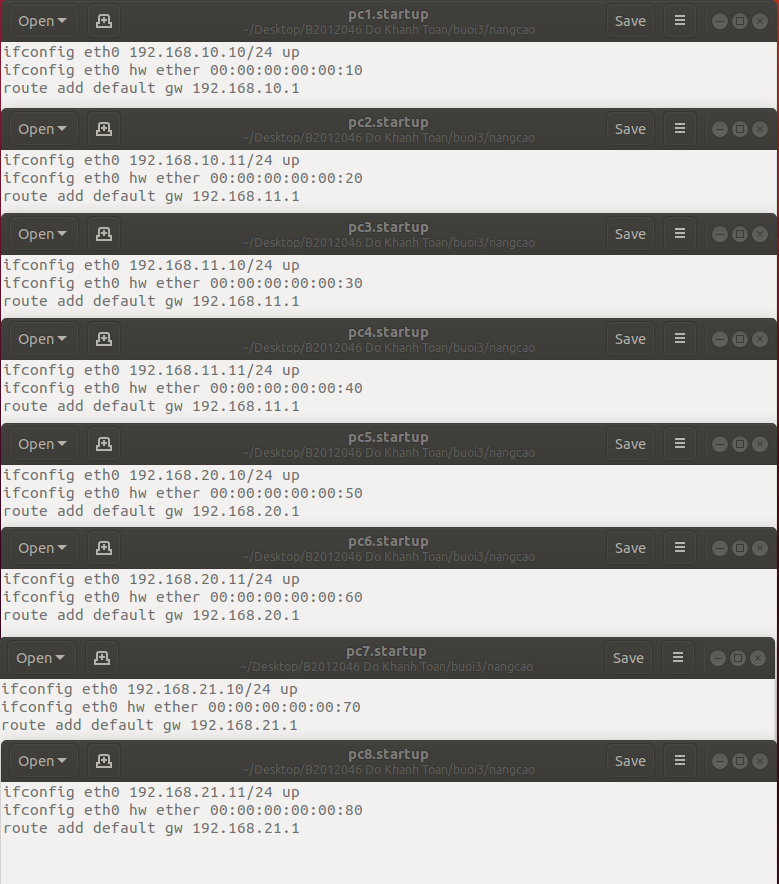 pc1.startup
Open
Save
~/Desktop/B2012046 Do Khanh Toan/buoi3/nangcao
ifconfig eth0 192.168.10.10/24 up
ifconfig eth0 hw ether 00:00:00:00:00:10
route add default gw 192.168.10.1
pc2.startup
Open
Save
~/Desktop/B2012046 Do Khanh Toan/buoi3/nangcao
ifconfig eth0 192.168.10.11/24 up
ifconfig eth0 hw ether 00:00:00:00:00:20
route add default gw 192.168.11.1
pc3.startup
Open
Save
~/Desktop/B2012046 Do Khanh Toan/buoi3/nangcao
ifconfig eth0 192.168.11.10/24 up
ifconfig eth0 hw ether 00:00:00:00:00:30
route add default gw 192.168.11.1
pc4.startup
Open
Save
~/Desktop/B2012046 Do Khanh Toan/buoi3/nangcao
ifconfig eth0 192.168.11.11/24 up
ifconfig eth0 hw ether 00:00:00:00:00:40
route add default gw 192.168.11.1
pc5.startup
Open
Save
~/Desktop/B2012046 Do Khanh Toan/buoi3/nangcao
ifconfig eth0 192.168.20.10/24 up
ifconfig eth0 hw ether 00:00:00:00:00:50
route add default gw 192.168.20.1
pc6.startup
Open
Save
~/Desktop/B2012046 Do Khanh Toan/buoi3/nangcao
ifconfig eth0 192.168.20.11/24 up
ifconfig eth0 hw ether 00:00:00:00:00:60
route add default gw 192.168.20.1
pc7.startup
Open
Save
~/Desktop/B2012046 Do Khanh Toan/buoi3/nangcao
ifconfig eth0 192.168.21.10/24 up
ifconfig eth0 hw ether 00:00:00:00:00:70
route add default gw 192.168.21.1
pc8.startup
Open
Save
~/Desktop/B2012046 Do Khanh Toan/buoi3/nangcao
ifconfig eth0 192.168.21.11/24 up
ifconfig eth0 hw ether 00:00:00:00:00:80
route add default gw 192.168.21.1